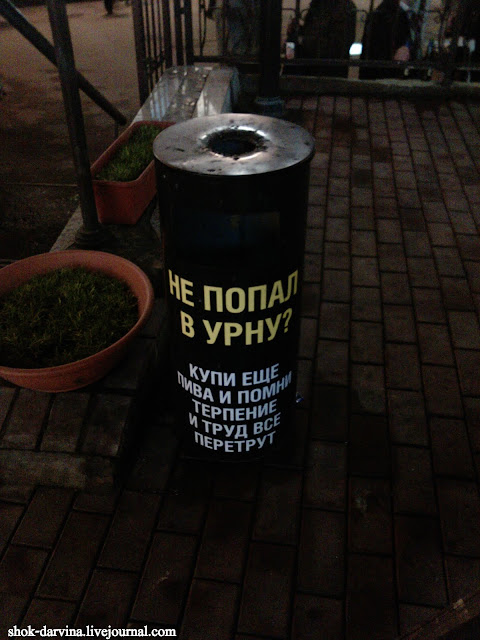 НЕ ПОПАЛ
В УРНУ?
КУПИ ЕЩЕ
ПИВА И ПОМНИ
ТЕРПЕНИЕ
И ТРУД ВСЕ
ПЕРЕТРУТ
shok-darvina.livejournal.com